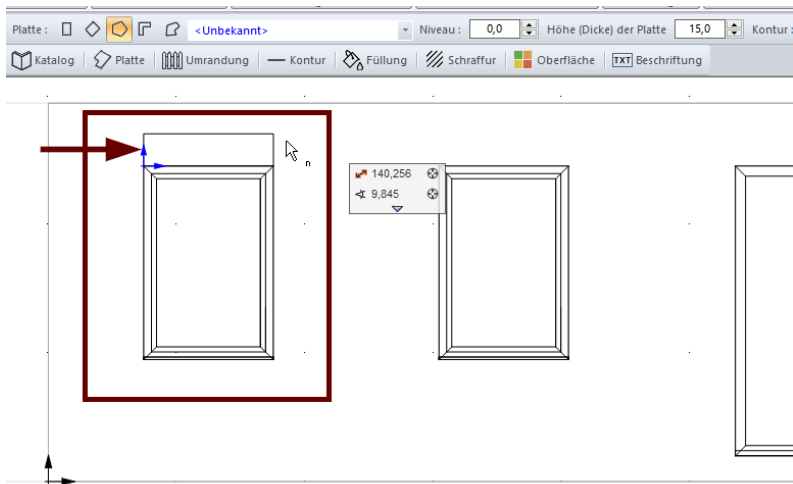 Platte : <Unbekannt> Niveau : 0,0 Höhe (Dicke) der Platte 15,0 Kontur :
Katalog Platte Umrandung Kontur Füllung Schraffur Oberfläche TXT Beschriftung
n
140,256
9,845